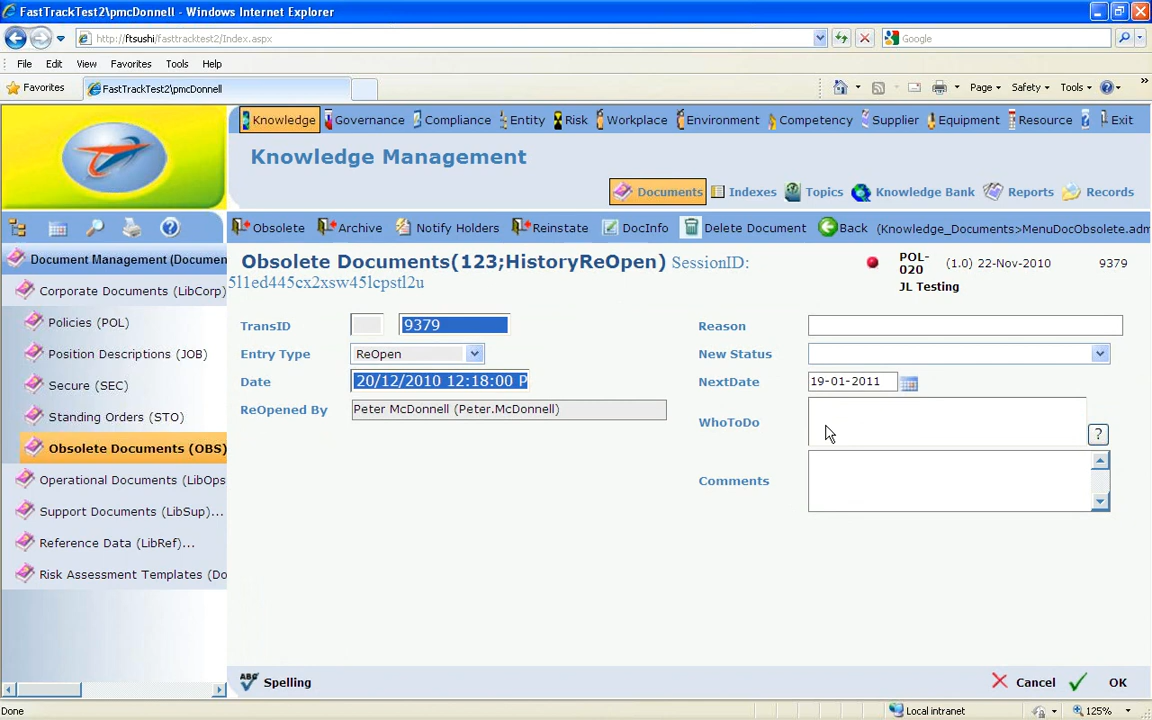 FastTrackTest2\pmcDonnell - Windows Internet Explorer
http://ftsushi/fasttracktest2/Index.aspx
Google
File Edit View Favorites Tools Help
Favorites FastTrackTest2\pmcDonnell Page Safety Tools
Knowledge Governance Compliance Entity Risk Workplace Environment Competency Supplier Equipment Resource Exit
Knowledge Management
Documents Indexes Topics Knowledge Bank Reports Records
Obsolete Archive Notify Holders Reinstate DocInfo Delete Document Back (Knowledge_Documents>MenuDocObsolete.adm
Document Management (Documen
Corporate Documents (LibCorp)
Policies (POL)
Position Descriptions (JOB)
Secure (SEC)
Standing Orders (STO)
Obsolete Documents (OBS)
Operational Documents (LibOps
Support Documents (LibSup)...
Reference Data (LibRef)...
Risk Assessment Templates (Do
Obsolete Documents(123;HistoryReOpen) SessionID:
5l1ed445cx2xsw45lcpstl2u
POL-
020
(1.0) 22-Nov-2010 9379
JL Testing
TransID 9379
Entry Type ReOpen
Date 20/12/2010 12:18:00 P
ReOpened By Peter McDonnell (Peter.McDonnell)
Reason
New Status
NextDate 19-01-2011
WhoToDo ?
Comments
ABC Spelling
Cancel OK
Done Local intranet 125%